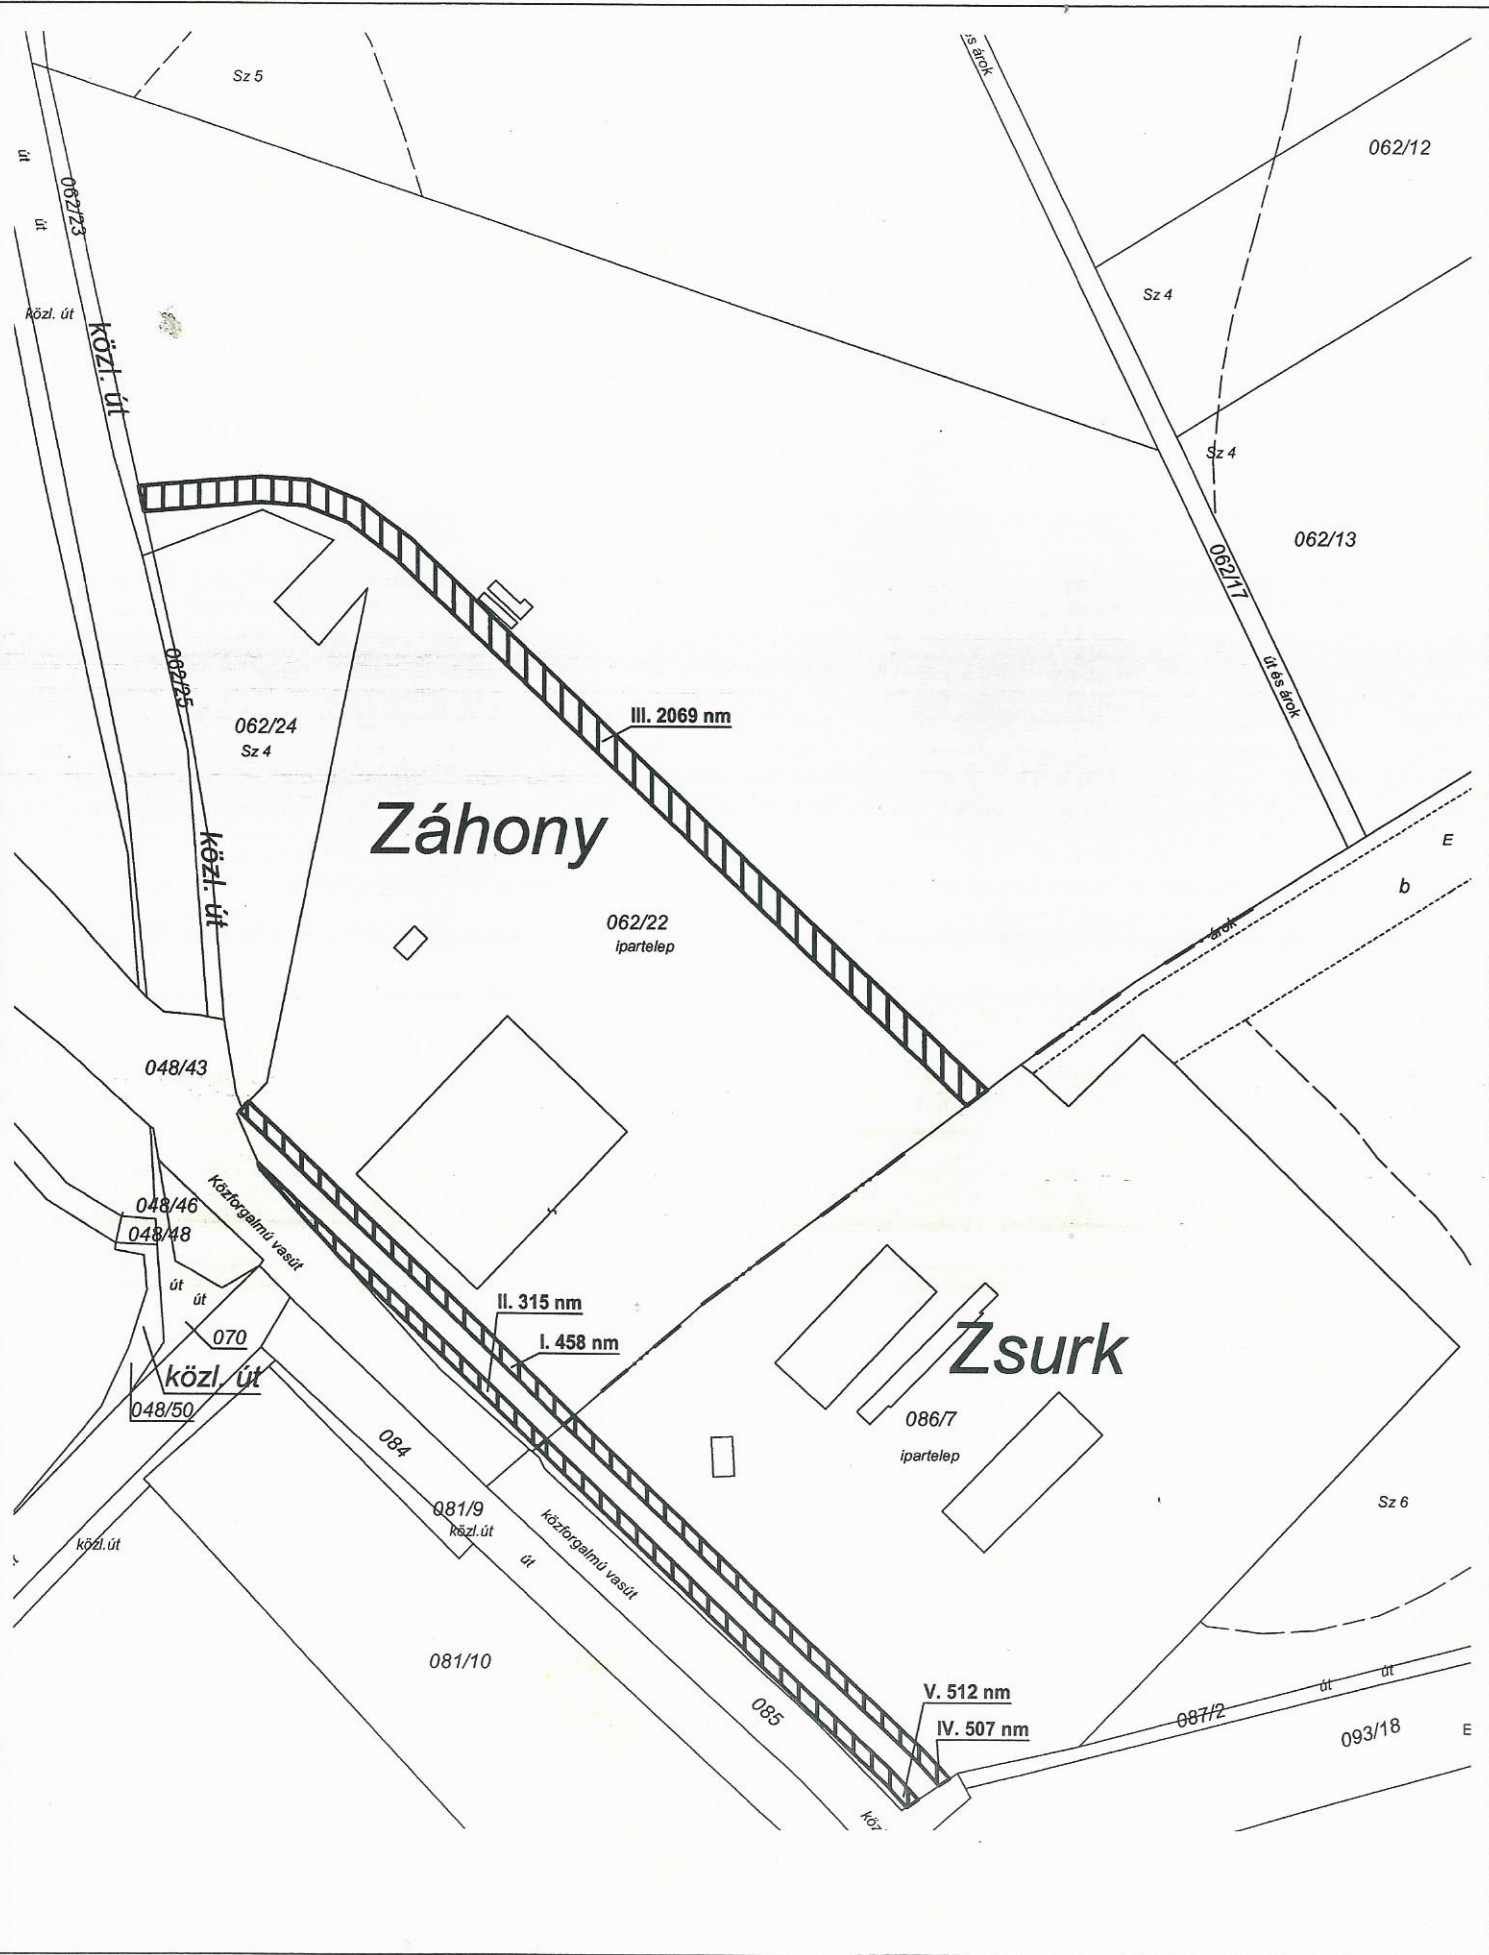 Sz 5
és árok
062/12
út
út
062/23
közl. út
közl. út
Sz 4
Sz 4
062/13
062/17
út és árok
062/25
062/24
Sz 4
III. 2069 nm
Záhony
közl. út
062/22
ipartelep
E
b
árok
048/43
048/46
048/48
Közforgalmú vasút
út
út
070
közl. út
048/50
II. 315 nm
I. 458 nm
Zsurk
086/7
ipartelep
084
081/9
közl.út
út
közl.út
közforgalmú vasút
Sz 6
081/10
085
V. 512 nm
IV. 507 nm
087/2
út
út
093/18
E
köz